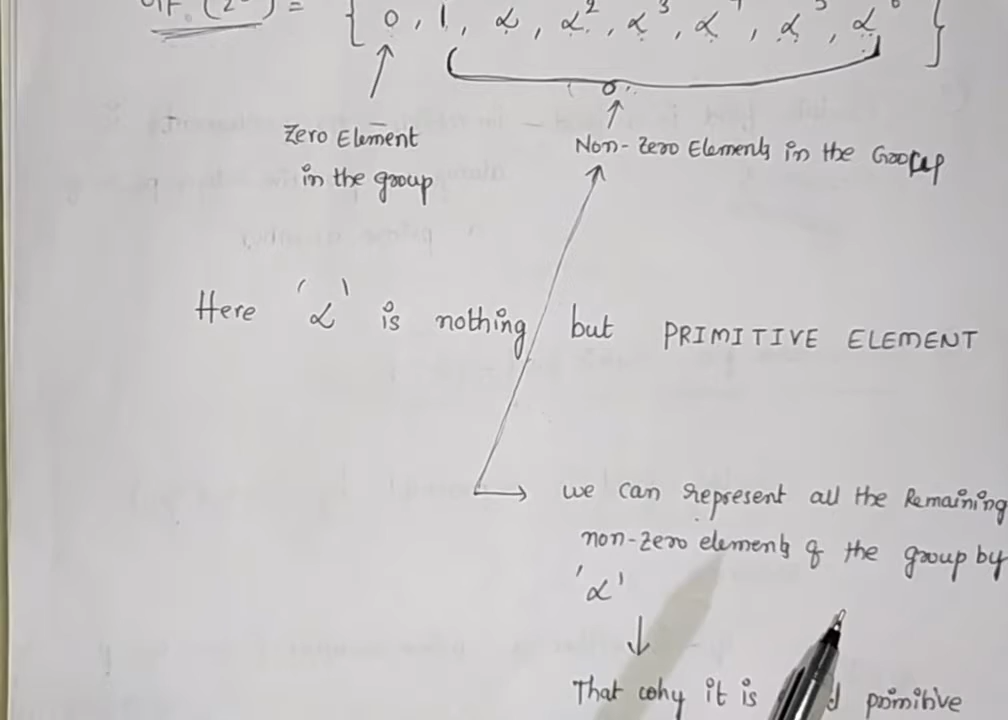 { 0, 1, α, α², α³, α⁴, α⁵, α⁶ }
Zero Element
in the group
Non-Zero Elements in the Group
Here 'α' is nothing but PRIMITIVE ELEMENT
we can represent all the Remaining
non-zero elements of the group by
'α'
That why it is primitive